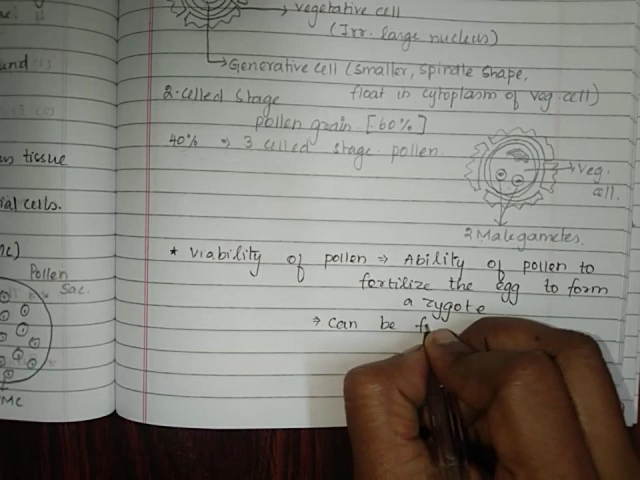 und
tissue
ial cells.
Pollen
Sac.
MC
vegetative cell
(Irr. large nucleus)
Generative cell (smaller, spindle shape,
2-celled stage float in cytoplasm of veg cell)
pollen grain [60%]
40% ⇒ 3 celled stage pollen.
Veg.
cell.
2 Male gametes.
* Viability of pollen ⇒ Ability of pollen to
fertilize the egg to form
a zygote
⇒ can be f